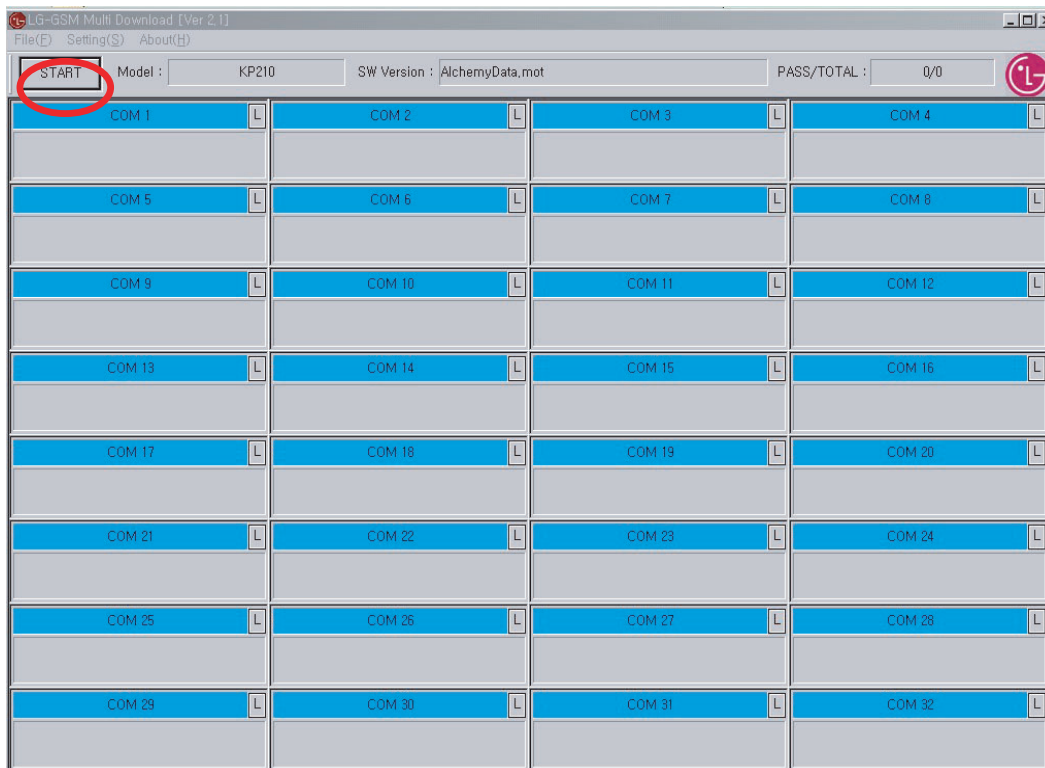 LG-GSM Multi Download [Ver 2,1]
File(F) Setting(S) About(H)
START Model : KP210 SW Version : AlchemyData,mot PASS/TOTAL : 0/0 LG
COM 1 L COM 2 L COM 3 L COM 4 L
COM 5 L COM 6 L COM 7 L COM 8 L
COM 9 L COM 10 L COM 11 L COM 12 L
COM 13 L COM 14 L COM 15 L COM 16 L
COM 17 L COM 18 L COM 19 L COM 20 L
COM 21 L COM 22 L COM 23 L COM 24 L
COM 25 L COM 26 L COM 27 L COM 28 L
COM 29 L COM 30 L COM 31 L COM 32 L